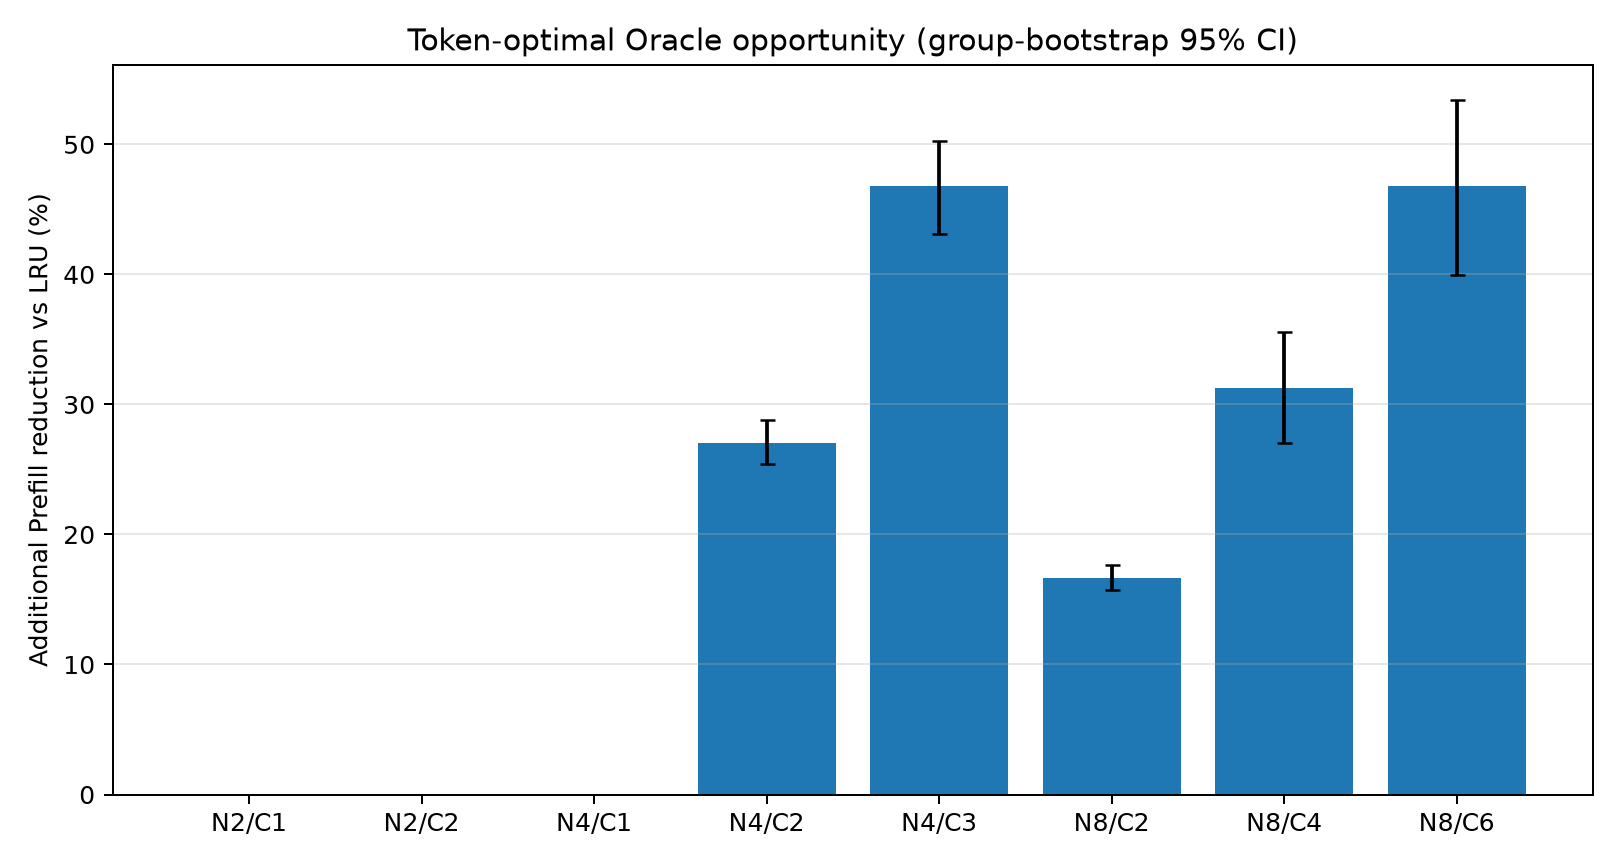 Token-optimal Oracle opportunity (group-bootstrap 95% CI)
Additional Prefill reduction vs LRU (%)
50
40
30
20
10
0
N2/C1 N2/C2 N4/C1 N4/C2 N4/C3 N8/C2 N8/C4 N8/C6